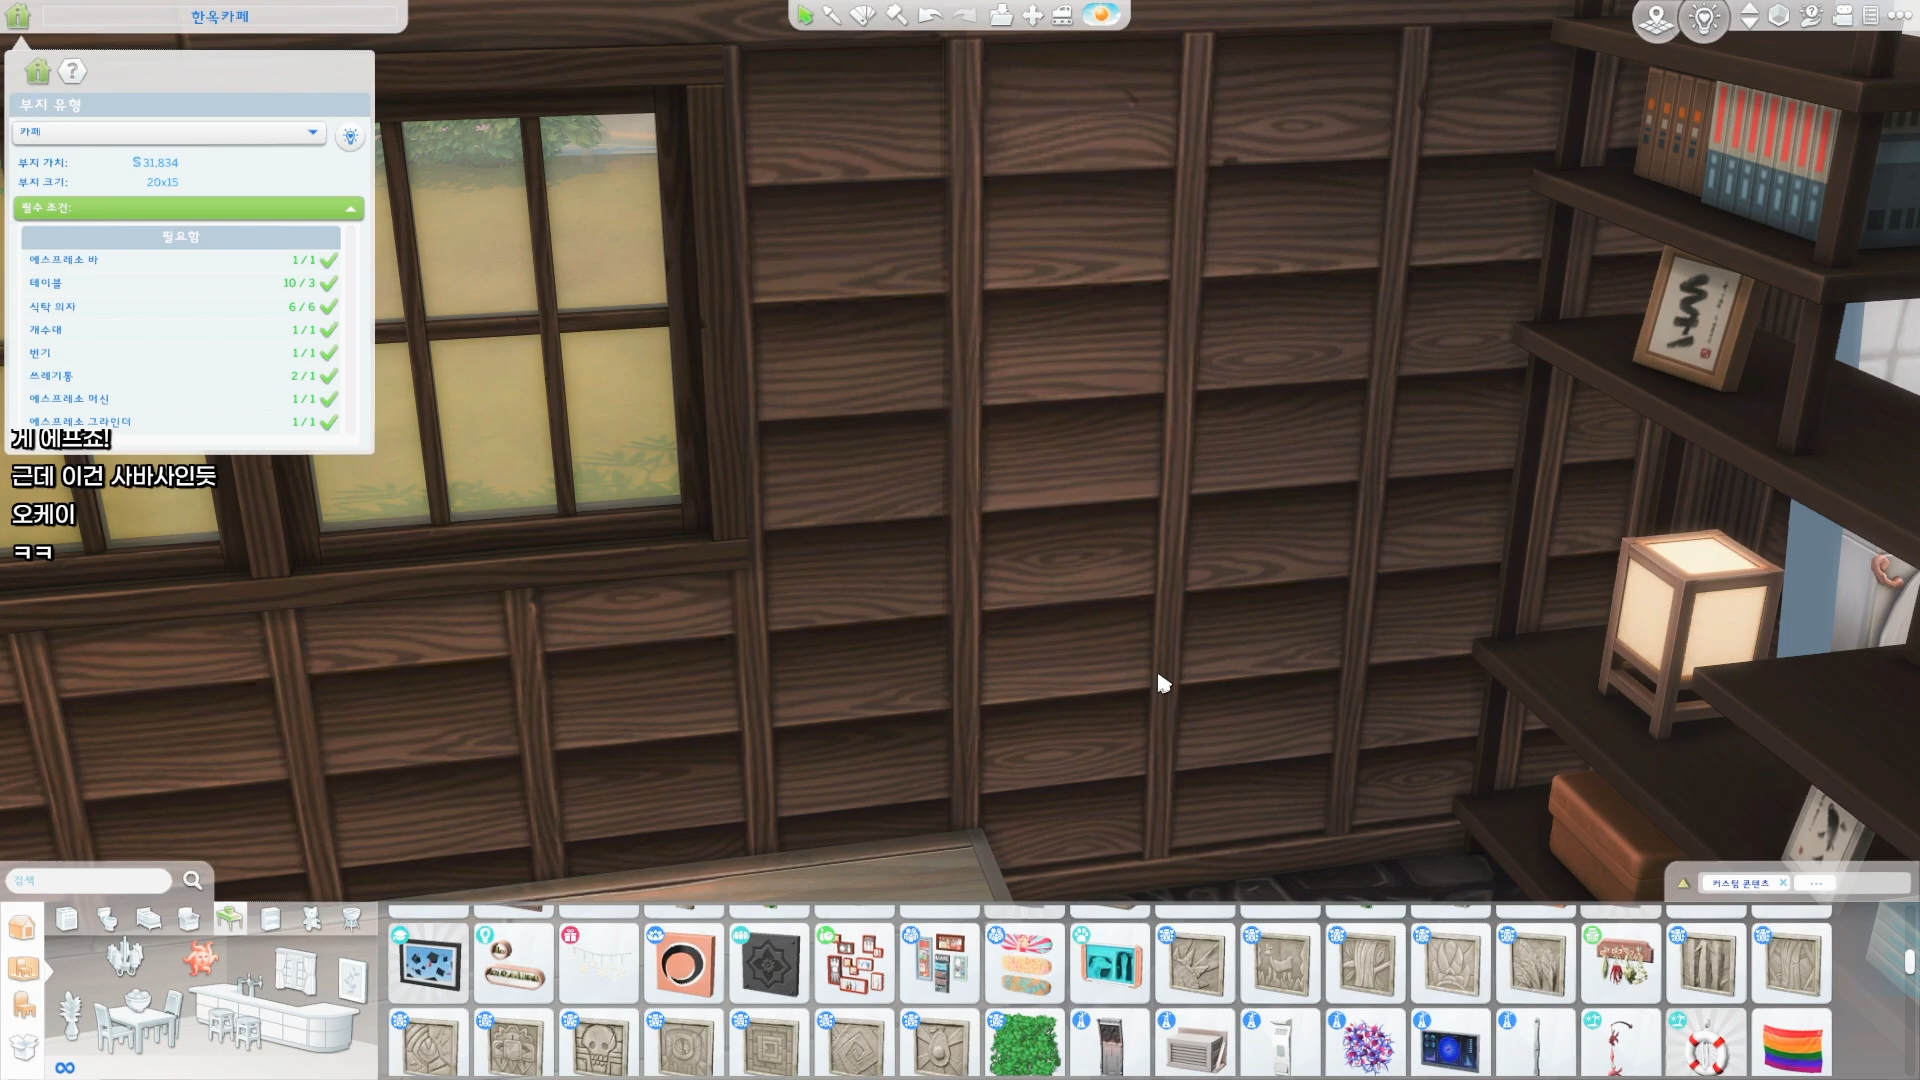 한옥카페
부지 유형
카페
부지 가치: §31,834
부지 크기: 20x15
필수 조건:
필요함
에스프레소 바 1/1
테이블 10/3
식탁 의자 6/6
개수대 1/1
변기 1/1
쓰레기통 2/1
에스프레소 머신 1/1
에스프레소 그라인더 1/1
게 에프죠!
근데 이건 사바사인듯
오케이
ㅋㅋ
검색
커스텀 콘텐츠